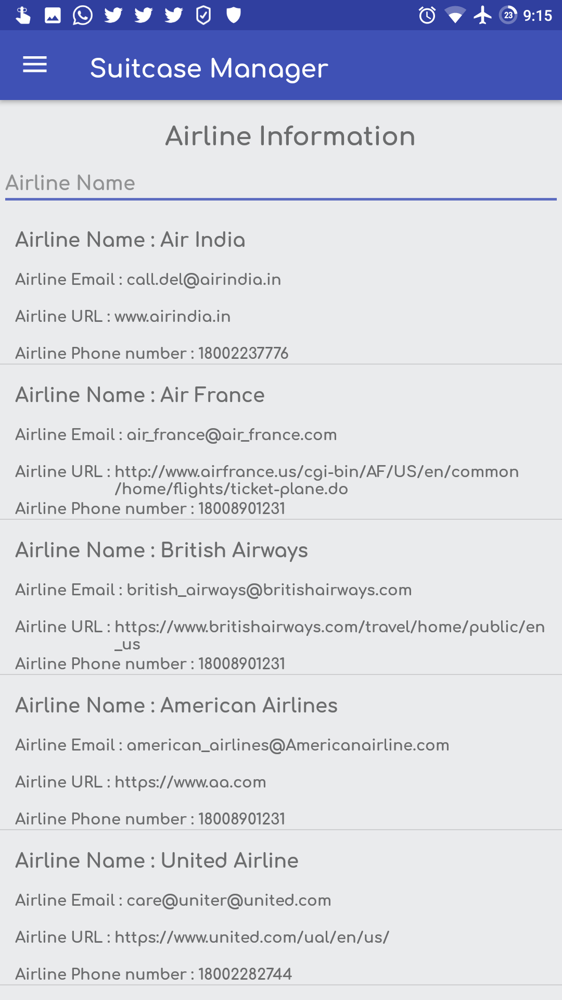 23 9:15
Suitcase Manager
Airline Information
Airline Name
Airline Name : Air India
Airline Email : call.del@airindia.in
Airline URL : www.airindia.in
Airline Phone number : 18002237776
Airline Name : Air France
Airline Email : air_france@air_france.com
Airline URL : http://www.airfrance.us/cgi-bin/AF/US/en/common
/home/flights/ticket-plane.do
Airline Phone number : 18008901231
Airline Name : British Airways
Airline Email : british_airways@britishairways.com
Airline URL : https://www.britishairways.com/travel/home/public/en
_us
Airline Phone number : 18008901231
Airline Name : American Airlines
Airline Email : american_airlines@Americanairline.com
Airline URL : https://www.aa.com
Airline Phone number : 18008901231
Airline Name : United Airline
Airline Email : care@uniter@united.com
Airline URL : https://www.united.com/ual/en/us/
Airline Phone number : 18002282744